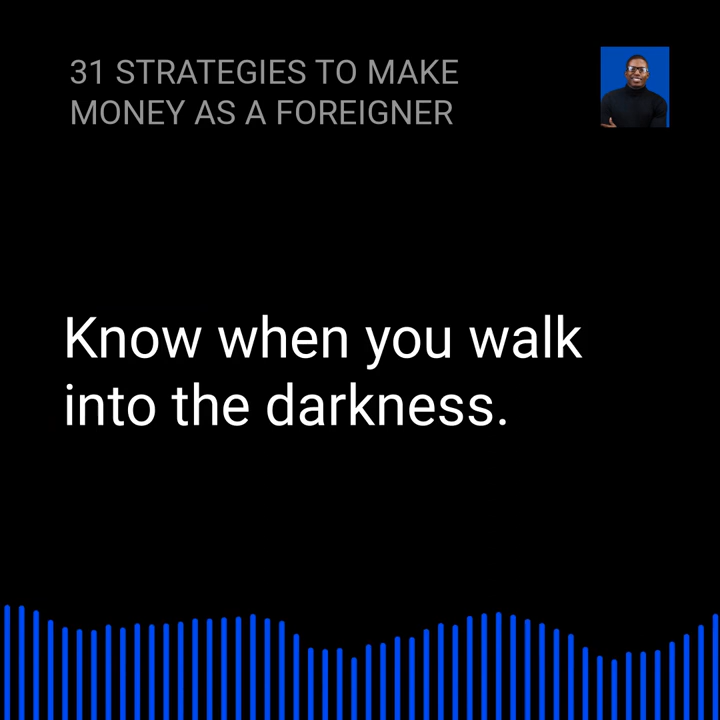 31 STRATEGIES TO MAKE
MONEY AS A FOREIGNER
Know when you walk
into the darkness.